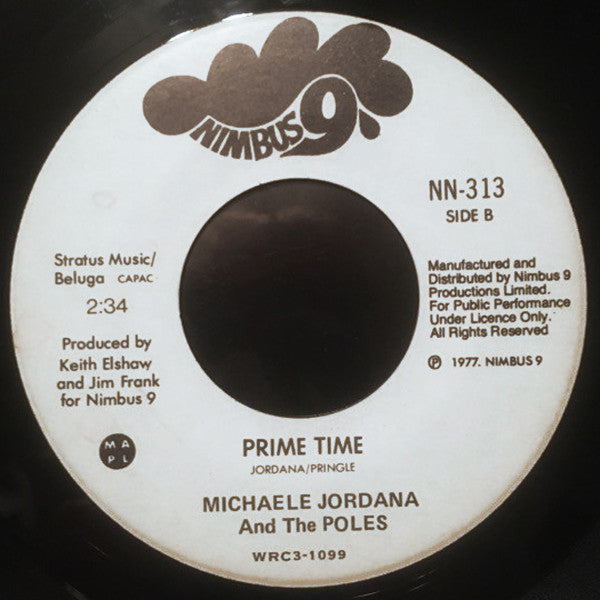 NIMBUS 9
NN-313
SIDE B
Stratus Music/
Beluga CAPAC
2:34
Produced by
Keith Elshaw
and Jim Frank
for Nimbus 9
Manufactured and
Distributed by Nimbus 9
Productions Limited.
For Public Performance
Under Licence Only.
All Rights Reserved
℗ 1977. NIMBUS 9
M A
P L
PRIME TIME
JORDANA/PRINGLE
MICHAELE JORDANA
And The POLES
WRC3-1099